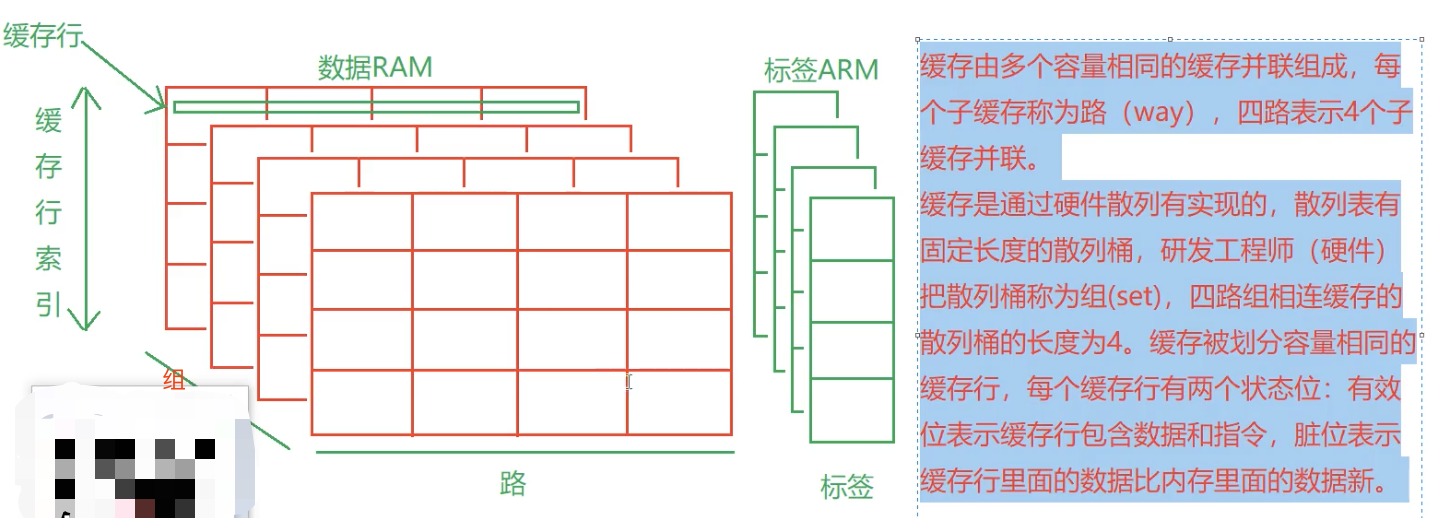 缓存行
数据RAM
标签ARM
缓
存
行
索
引
组
路
标签
缓存由多个容量相同的缓存并联组成，每
个子缓存称为路（way），四路表示4个子
缓存并联。
缓存是通过硬件散列有实现的，散列表有
固定长度的散列桶，研发工程师（硬件）
把散列桶称为组(set)，四路组相连缓存的
散列桶的长度为4。缓存被划分容量相同的
缓存行，每个缓存行有两个状态位：有效
位表示缓存行包含数据和指令，脏位表示
缓存行里面的数据比内存里面的数据新。